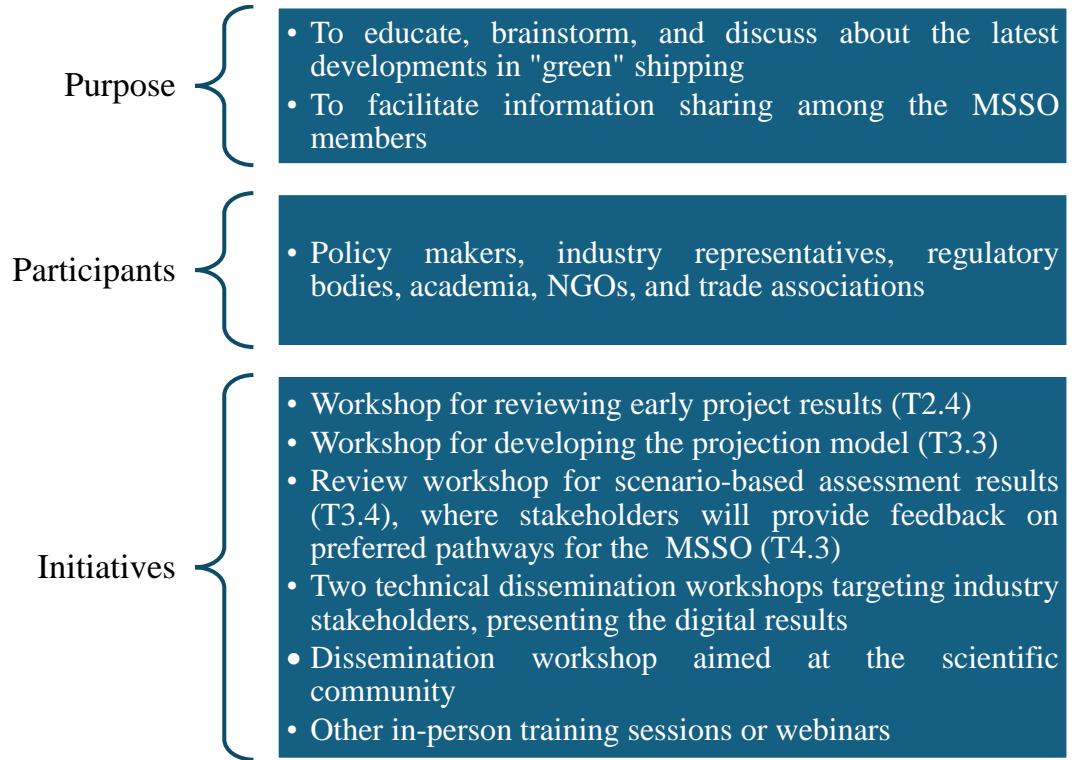 Purpose
• To educate, brainstorm, and discuss about the latest
developments in "green" shipping
• To facilitate information sharing among the MSSO
members
Participants
• Policy makers, industry representatives, regulatory
bodies, academia, NGOs, and trade associations
Initiatives
• Workshop for reviewing early project results (T2.4)
• Workshop for developing the projection model (T3.3)
• Review workshop for scenario-based assessment results
(T3.4), where stakeholders will provide feedback on
preferred pathways for the MSSO (T4.3)
• Two technical dissemination workshops targeting industry
stakeholders, presenting the digital results
• Dissemination workshop aimed at the scientific
community
• Other in-person training sessions or webinars